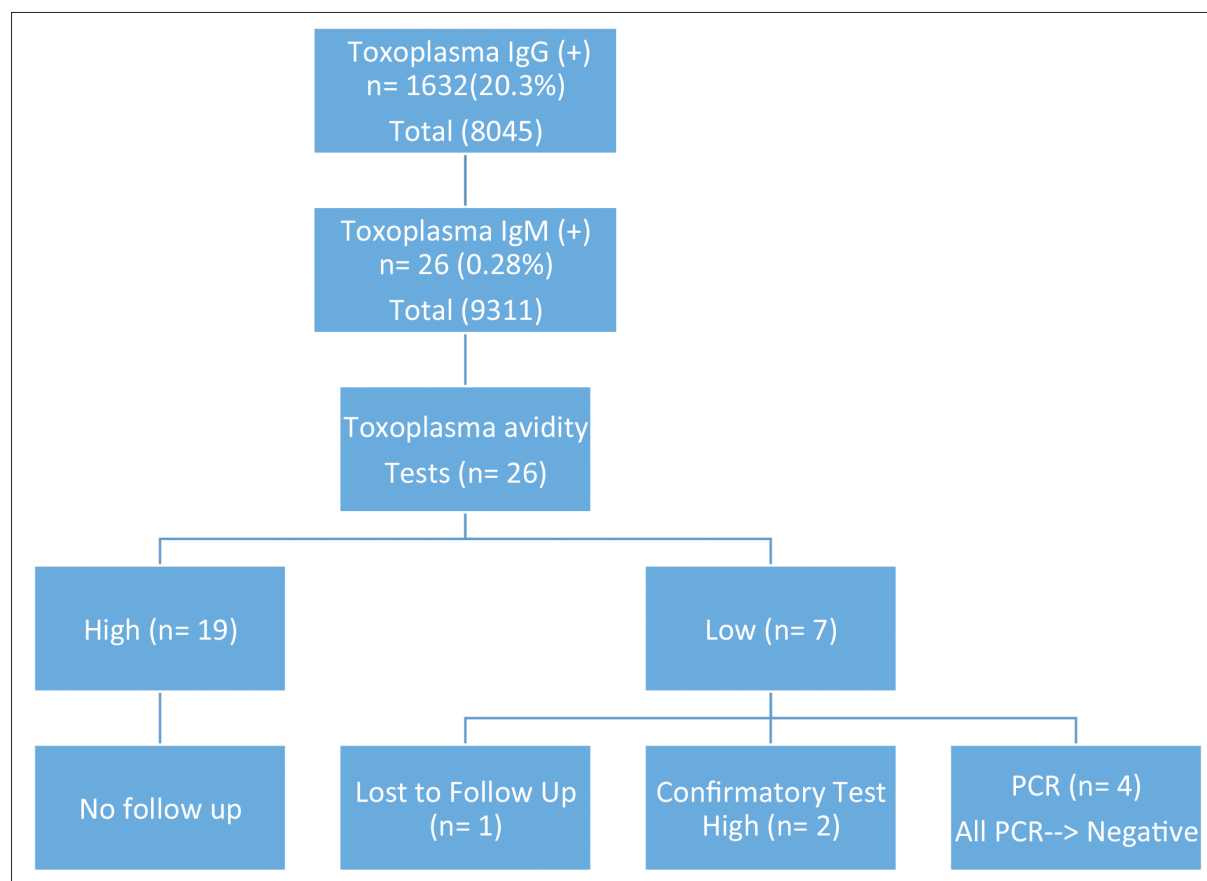 Toxoplasma IgG (+)
n= 1632(20.3%)
Total (8045)
Toxoplasma IgM (+)
n= 26 (0.28%)
Total (9311)
Toxoplasma avidity
Tests (n= 26)
High (n= 19)
Low (n= 7)
No follow up
Lost to Follow Up
(n= 1)
Confirmatory Test
High (n= 2)
PCR (n= 4)
All PCR--> Negative